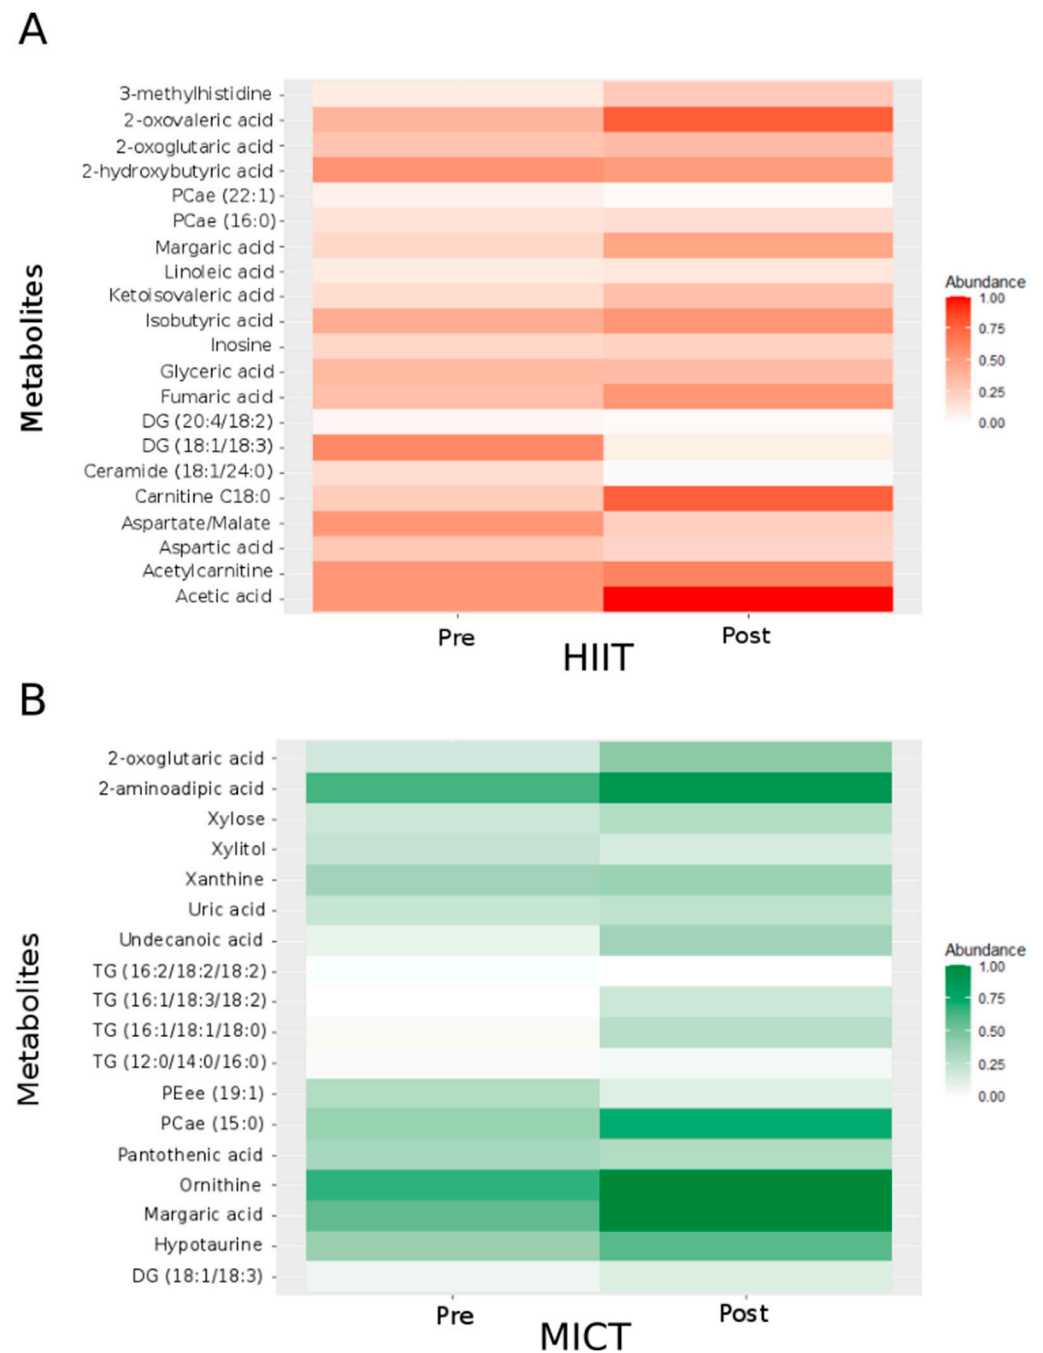 A
Metabolites
3-methylhistidine
2-oxovaleric acid
2-oxoglutaric acid
2-hydroxybutyric acid
PCae (22:1)
PCae (16:0)
Margaric acid
Linoleic acid
Ketoisovaleric acid
Isobutyric acid
Inosine
Glyceric acid
Fumaric acid
DG (20:4/18:2)
DG (18:1/18:3)
Ceramide (18:1/24:0)
Carnitine C18:0
Aspartate/Malate
Aspartic acid
Acetylcarnitine
Acetic acid
Pre Post
HIIT
Abundance
1.00
0.75
0.50
0.25
0.00
B
Metabolites
2-oxoglutaric acid
2-aminoadipic acid
Xylose
Xylitol
Xanthine
Uric acid
Undecanoic acid
TG (16:2/18:2/18:2)
TG (16:1/18:3/18:2)
TG (16:1/18:1/18:0)
TG (12:0/14:0/16:0)
PEee (19:1)
PCae (15:0)
Pantothenic acid
Ornithine
Margaric acid
Hypotaurine
DG (18:1/18:3)
Pre Post
MICT
Abundance
1.00
0.75
0.50
0.25
0.00